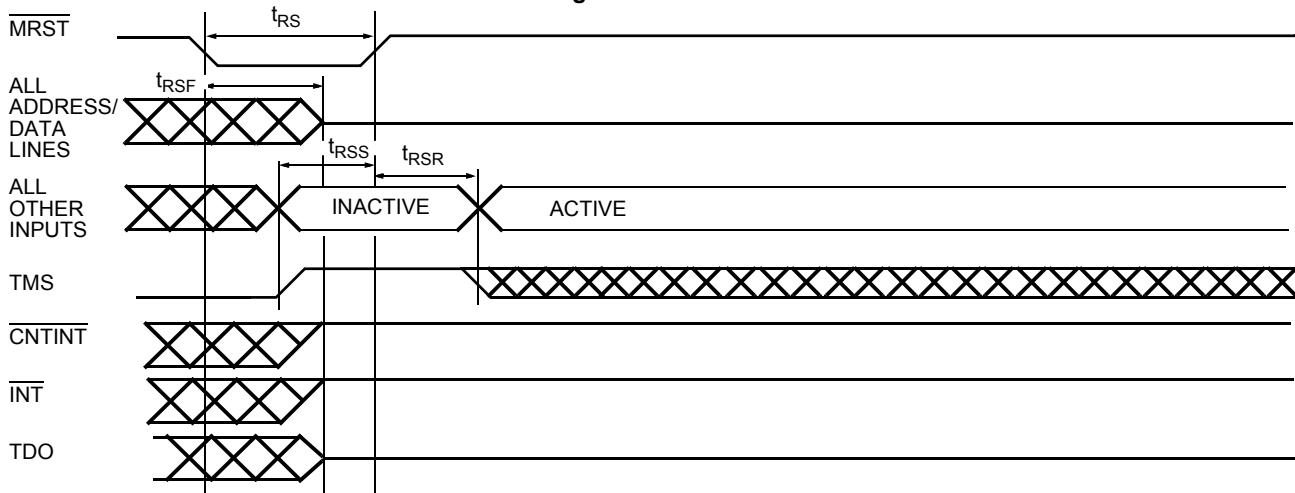 MRST
tRS
ALL
ADDRESS/
DATA
LINES
tRSF
tRSS
tRSR
ALL
OTHER
INPUTS
INACTIVE
ACTIVE
TMS
CNTINT
INT
TDO